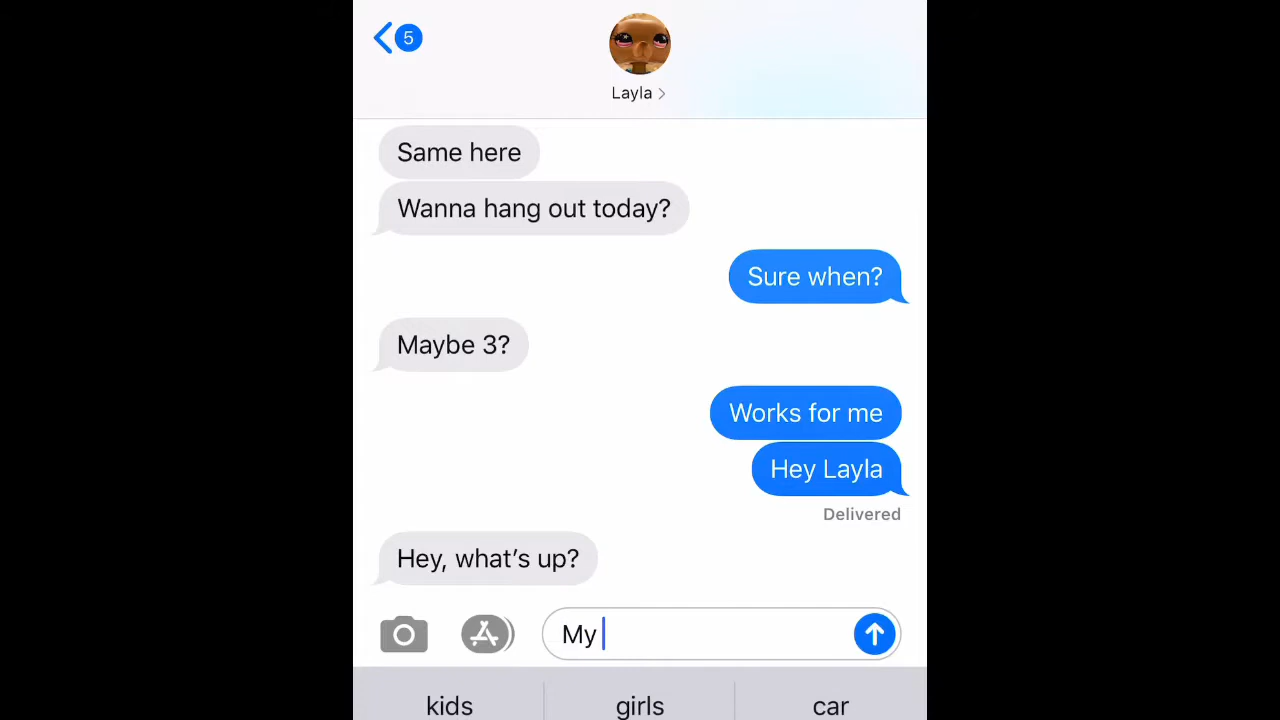 5
Layla
Same here
Wanna hang out today?
Sure when?
Maybe 3?
Works for me
Hey Layla
Delivered
Hey, what’s up?
My
kids girls car